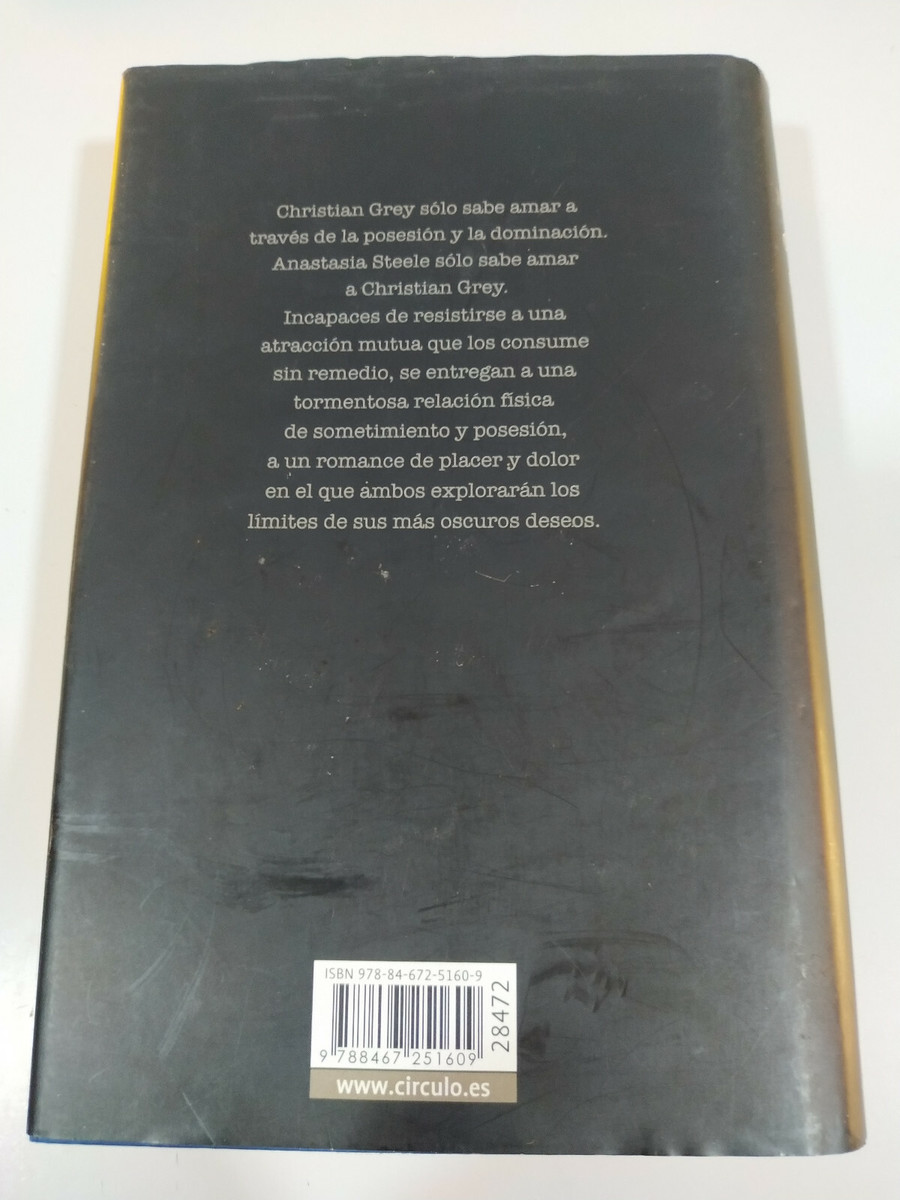 Christian Grey sólo sabe amar a
través de la posesión y la dominación.
Anastasia Steele sólo sabe amar
a Christian Grey.
Incapaces de resistirse a una
atracción mutua que los consume
sin remedio, se entregan a una
tormentosa relación física
de sometimiento y posesión,
a un romance de placer y dolor
en el que ambos explorarán los
límites de sus más oscuros deseos.
ISBN 978-84-672-5160-9
28472
9 788467 251609
www.circulo.es